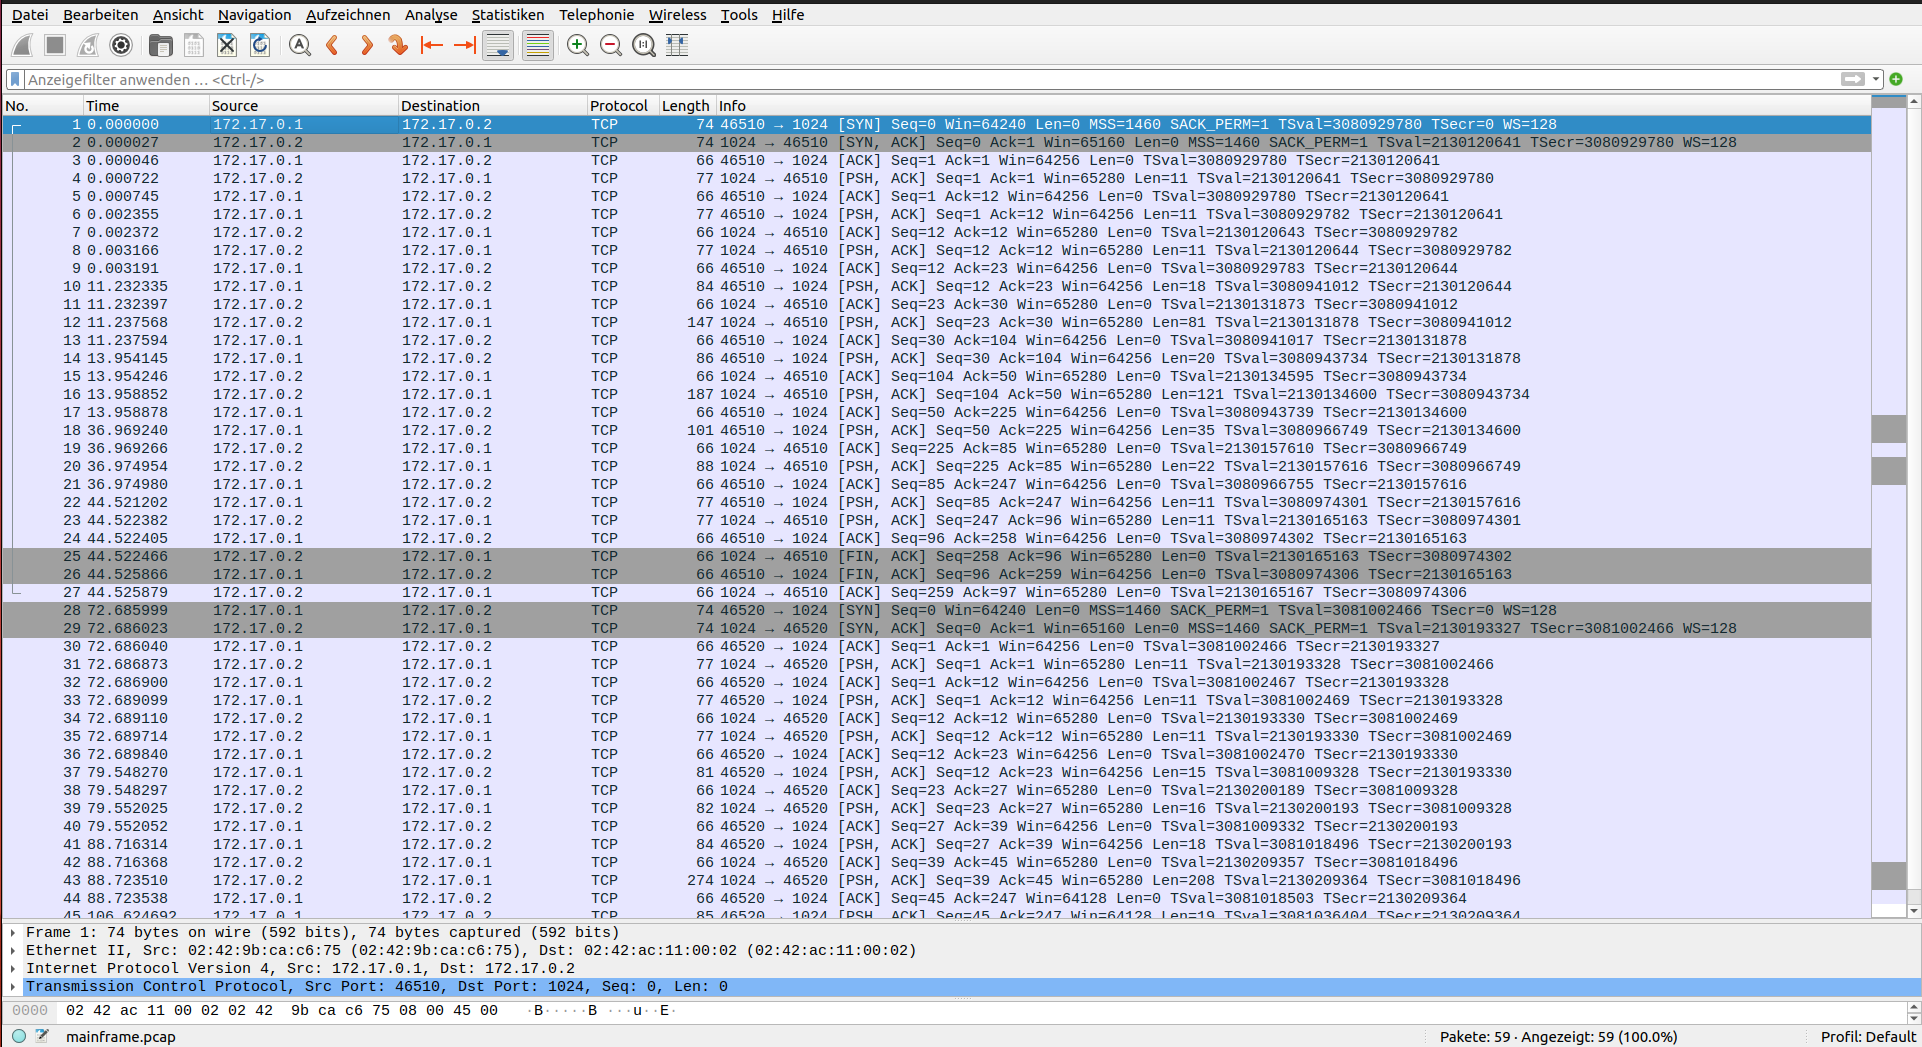 Datei Bearbeiten Ansicht Navigation Aufzeichnen Analyse Statistiken Telephonie Wireless Tools Hilfe
Anzeigefilter anwenden … <Ctrl-/>
No. Time Source Destination Protocol Length Info
1 0.000000 172.17.0.1 172.17.0.2 TCP 74 46510 → 1024 [SYN] Seq=0 Win=64240 Len=0 MSS=1460 SACK_PERM=1 TSval=3080929780 TSecr=0 WS=128
2 0.000027 172.17.0.2 172.17.0.1 TCP 74 1024 → 46510 [SYN, ACK] Seq=0 Ack=1 Win=65160 Len=0 MSS=1460 SACK_PERM=1 TSval=2130120641 TSecr=3080929780 WS=128
3 0.000046 172.17.0.1 172.17.0.2 TCP 66 46510 → 1024 [ACK] Seq=1 Ack=1 Win=64256 Len=0 TSval=3080929780 TSecr=2130120641
4 0.000722 172.17.0.2 172.17.0.1 TCP 77 1024 → 46510 [PSH, ACK] Seq=1 Ack=1 Win=65280 Len=11 TSval=2130120641 TSecr=3080929780
5 0.000745 172.17.0.1 172.17.0.2 TCP 66 46510 → 1024 [ACK] Seq=1 Ack=12 Win=64256 Len=0 TSval=3080929780 TSecr=2130120641
6 0.002355 172.17.0.1 172.17.0.2 TCP 77 46510 → 1024 [PSH, ACK] Seq=1 Ack=12 Win=64256 Len=11 TSval=3080929782 TSecr=2130120641
7 0.002372 172.17.0.2 172.17.0.1 TCP 66 1024 → 46510 [ACK] Seq=12 Ack=12 Win=65280 Len=0 TSval=2130120643 TSecr=3080929782
8 0.003166 172.17.0.2 172.17.0.1 TCP 77 1024 → 46510 [PSH, ACK] Seq=12 Ack=12 Win=65280 Len=11 TSval=2130120644 TSecr=3080929782
9 0.003191 172.17.0.1 172.17.0.2 TCP 66 46510 → 1024 [ACK] Seq=12 Ack=23 Win=64256 Len=0 TSval=3080929783 TSecr=2130120644
10 11.232335 172.17.0.1 172.17.0.2 TCP 84 46510 → 1024 [PSH, ACK] Seq=12 Ack=23 Win=64256 Len=18 TSval=3080941012 TSecr=2130120644
11 11.232397 172.17.0.2 172.17.0.1 TCP 66 1024 → 46510 [ACK] Seq=23 Ack=30 Win=65280 Len=0 TSval=2130131873 TSecr=3080941012
12 11.237568 172.17.0.2 172.17.0.1 TCP 147 1024 → 46510 [PSH, ACK] Seq=23 Ack=30 Win=65280 Len=81 TSval=2130131878 TSecr=3080941012
13 11.237594 172.17.0.1 172.17.0.2 TCP 66 46510 → 1024 [ACK] Seq=30 Ack=104 Win=64256 Len=0 TSval=3080941017 TSecr=2130131878
14 13.954145 172.17.0.1 172.17.0.2 TCP 86 46510 → 1024 [PSH, ACK] Seq=30 Ack=104 Win=64256 Len=20 TSval=3080943734 TSecr=2130131878
15 13.954246 172.17.0.2 172.17.0.1 TCP 66 1024 → 46510 [ACK] Seq=104 Ack=50 Win=65280 Len=0 TSval=2130134595 TSecr=3080943734
16 13.958852 172.17.0.2 172.17.0.1 TCP 187 1024 → 46510 [PSH, ACK] Seq=104 Ack=50 Win=65280 Len=121 TSval=2130134600 TSecr=3080943734
17 13.958878 172.17.0.1 172.17.0.2 TCP 66 46510 → 1024 [ACK] Seq=50 Ack=225 Win=64256 Len=0 TSval=3080943739 TSecr=2130134600
18 36.969240 172.17.0.1 172.17.0.2 TCP 101 46510 → 1024 [PSH, ACK] Seq=50 Ack=225 Win=64256 Len=35 TSval=3080966749 TSecr=2130134600
19 36.969266 172.17.0.2 172.17.0.1 TCP 66 1024 → 46510 [ACK] Seq=225 Ack=85 Win=65280 Len=0 TSval=2130157610 TSecr=3080966749
20 36.974954 172.17.0.2 172.17.0.1 TCP 88 1024 → 46510 [PSH, ACK] Seq=225 Ack=85 Win=65280 Len=22 TSval=2130157616 TSecr=3080966749
21 36.974980 172.17.0.1 172.17.0.2 TCP 66 46510 → 1024 [ACK] Seq=85 Ack=247 Win=64256 Len=0 TSval=3080966755 TSecr=2130157616
22 44.521202 172.17.0.1 172.17.0.2 TCP 77 46510 → 1024 [PSH, ACK] Seq=85 Ack=247 Win=64256 Len=11 TSval=3080974301 TSecr=2130157616
23 44.522382 172.17.0.2 172.17.0.1 TCP 77 1024 → 46510 [PSH, ACK] Seq=247 Ack=96 Win=65280 Len=11 TSval=2130165163 TSecr=3080974301
24 44.522405 172.17.0.1 172.17.0.2 TCP 66 46510 → 1024 [ACK] Seq=96 Ack=258 Win=64256 Len=0 TSval=3080974302 TSecr=2130165163
25 44.522466 172.17.0.2 172.17.0.1 TCP 66 1024 → 46510 [FIN, ACK] Seq=258 Ack=96 Win=65280 Len=0 TSval=2130165163 TSecr=3080974302
26 44.525866 172.17.0.1 172.17.0.2 TCP 66 46510 → 1024 [FIN, ACK] Seq=96 Ack=259 Win=64256 Len=0 TSval=3080974306 TSecr=2130165163
27 44.525879 172.17.0.2 172.17.0.1 TCP 66 1024 → 46510 [ACK] Seq=259 Ack=97 Win=65280 Len=0 TSval=2130165167 TSecr=3080974306
28 72.685999 172.17.0.1 172.17.0.2 TCP 74 46520 → 1024 [SYN] Seq=0 Win=64240 Len=0 MSS=1460 SACK_PERM=1 TSval=3081002466 TSecr=0 WS=128
29 72.686023 172.17.0.2 172.17.0.1 TCP 74 1024 → 46520 [SYN, ACK] Seq=0 Ack=1 Win=65160 Len=0 MSS=1460 SACK_PERM=1 TSval=2130193327 TSecr=3081002466 WS=128
30 72.686040 172.17.0.1 172.17.0.2 TCP 66 46520 → 1024 [ACK] Seq=1 Ack=1 Win=64256 Len=0 TSval=3081002466 TSecr=2130193327
31 72.686873 172.17.0.2 172.17.0.1 TCP 77 1024 → 46520 [PSH, ACK] Seq=1 Ack=1 Win=65280 Len=11 TSval=2130193328 TSecr=3081002466
32 72.686900 172.17.0.1 172.17.0.2 TCP 66 46520 → 1024 [ACK] Seq=1 Ack=12 Win=64256 Len=0 TSval=3081002467 TSecr=2130193328
33 72.689099 172.17.0.1 172.17.0.2 TCP 77 46520 → 1024 [PSH, ACK] Seq=1 Ack=12 Win=64256 Len=11 TSval=3081002469 TSecr=2130193328
34 72.689110 172.17.0.2 172.17.0.1 TCP 66 1024 → 46520 [ACK] Seq=12 Ack=12 Win=65280 Len=0 TSval=2130193330 TSecr=3081002469
35 72.689714 172.17.0.2 172.17.0.1 TCP 77 1024 → 46520 [PSH, ACK] Seq=12 Ack=12 Win=65280 Len=11 TSval=2130193330 TSecr=3081002469
36 72.689840 172.17.0.1 172.17.0.2 TCP 66 46520 → 1024 [ACK] Seq=12 Ack=23 Win=64256 Len=0 TSval=3081002470 TSecr=2130193330
37 79.548270 172.17.0.1 172.17.0.2 TCP 81 46520 → 1024 [PSH, ACK] Seq=12 Ack=23 Win=64256 Len=15 TSval=3081009328 TSecr=2130193330
38 79.548297 172.17.0.2 172.17.0.1 TCP 66 1024 → 46520 [ACK] Seq=23 Ack=27 Win=65280 Len=0 TSval=2130200189 TSecr=3081009328
39 79.552025 172.17.0.2 172.17.0.1 TCP 82 1024 → 46520 [PSH, ACK] Seq=23 Ack=27 Win=65280 Len=16 TSval=2130200193 TSecr=3081009328
40 79.552052 172.17.0.1 172.17.0.2 TCP 66 46520 → 1024 [ACK] Seq=27 Ack=39 Win=64256 Len=0 TSval=3081009332 TSecr=2130200193
41 88.716314 172.17.0.1 172.17.0.2 TCP 84 46520 → 1024 [PSH, ACK] Seq=27 Ack=39 Win=64256 Len=18 TSval=3081018496 TSecr=2130200193
42 88.716368 172.17.0.2 172.17.0.1 TCP 66 1024 → 46520 [ACK] Seq=39 Ack=45 Win=65280 Len=0 TSval=2130209357 TSecr=3081018496
43 88.723510 172.17.0.2 172.17.0.1 TCP 274 1024 → 46520 [PSH, ACK] Seq=39 Ack=45 Win=65280 Len=208 TSval=2130209364 TSecr=3081018496
44 88.723538 172.17.0.1 172.17.0.2 TCP 66 46520 → 1024 [ACK] Seq=45 Ack=247 Win=64128 Len=0 TSval=3081018503 TSecr=2130209364
45 106.624692 172.17.0.1 172.17.0.2 TCP 85 46520 → 1024 [PSH, ACK] Seq=45 Ack=247 Win=64128 Len=19 TSval=3081036404 TSecr=2130209364
Frame 1: 74 bytes on wire (592 bits), 74 bytes captured (592 bits)
Ethernet II, Src: 02:42:9b:ca:c6:75 (02:42:9b:ca:c6:75), Dst: 02:42:ac:11:00:02 (02:42:ac:11:00:02)
Internet Protocol Version 4, Src: 172.17.0.1, Dst: 172.17.0.2
Transmission Control Protocol, Src Port: 46510, Dst Port: 1024, Seq: 0, Len: 0
0000 02 42 ac 11 00 02 02 42 9b ca c6 75 08 00 45 00 ·B·····B ···u··E·
mainframe.pcap Pakete: 59 · Angezeigt: 59 (100.0%) Profil: Default